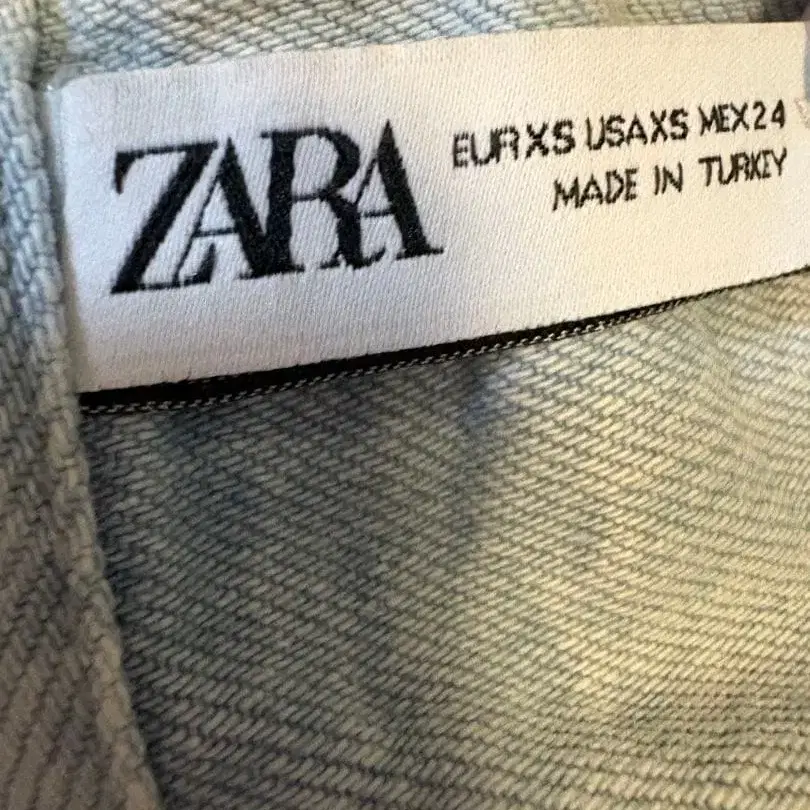 ZARA
EUR XS USA XS MEX 24
MADE IN TURKEY